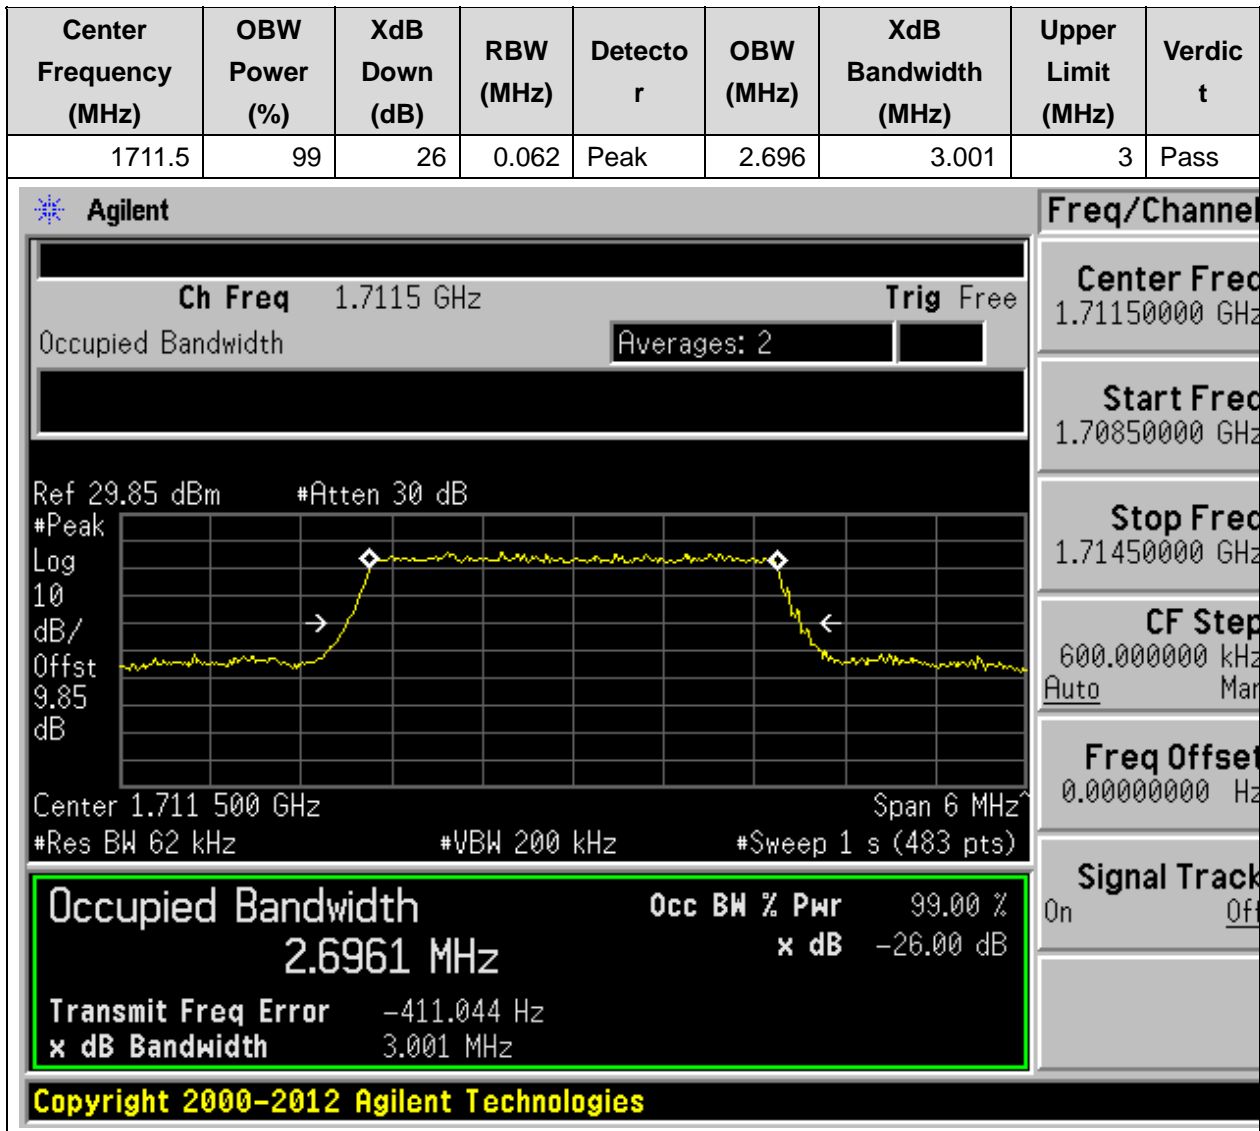 Center Frequency (MHz) OBW Power (%) XdB Down (dB) RBW (MHz) Detecto r OBW (MHz) XdB Bandwidth (MHz) Upper Limit (MHz) Verdic t
1711.5 99 26 0.062 Peak 2.696 3.001 3 Pass
Agilent
Freq/Channel
Ch Freq 1.7115 GHz Trig Free
Occupied Bandwidth Averages: 2
Ref 29.85 dBm #Atten 30 dB
#Peak
Log
10
dB/
Offst
9.85
dB
Center 1.711 500 GHz Span 6 MHz^
#Res BW 62 kHz #VBW 200 kHz #Sweep 1 s (483 pts)
Occupied Bandwidth Occ BW % Pwr 99.00 %
2.6961 MHz x dB -26.00 dB
Transmit Freq Error -411.044 Hz
x dB Bandwidth 3.001 MHz
Center Freq
1.71150000 GHz
Start Freq
1.70850000 GHz
Stop Freq
1.71450000 GHz
CF Step
600.000000 kHz
Auto Man
Freq Offset
0.00000000 Hz
Signal Track
On Off
Copyright 2000-2012 Agilent Technologies